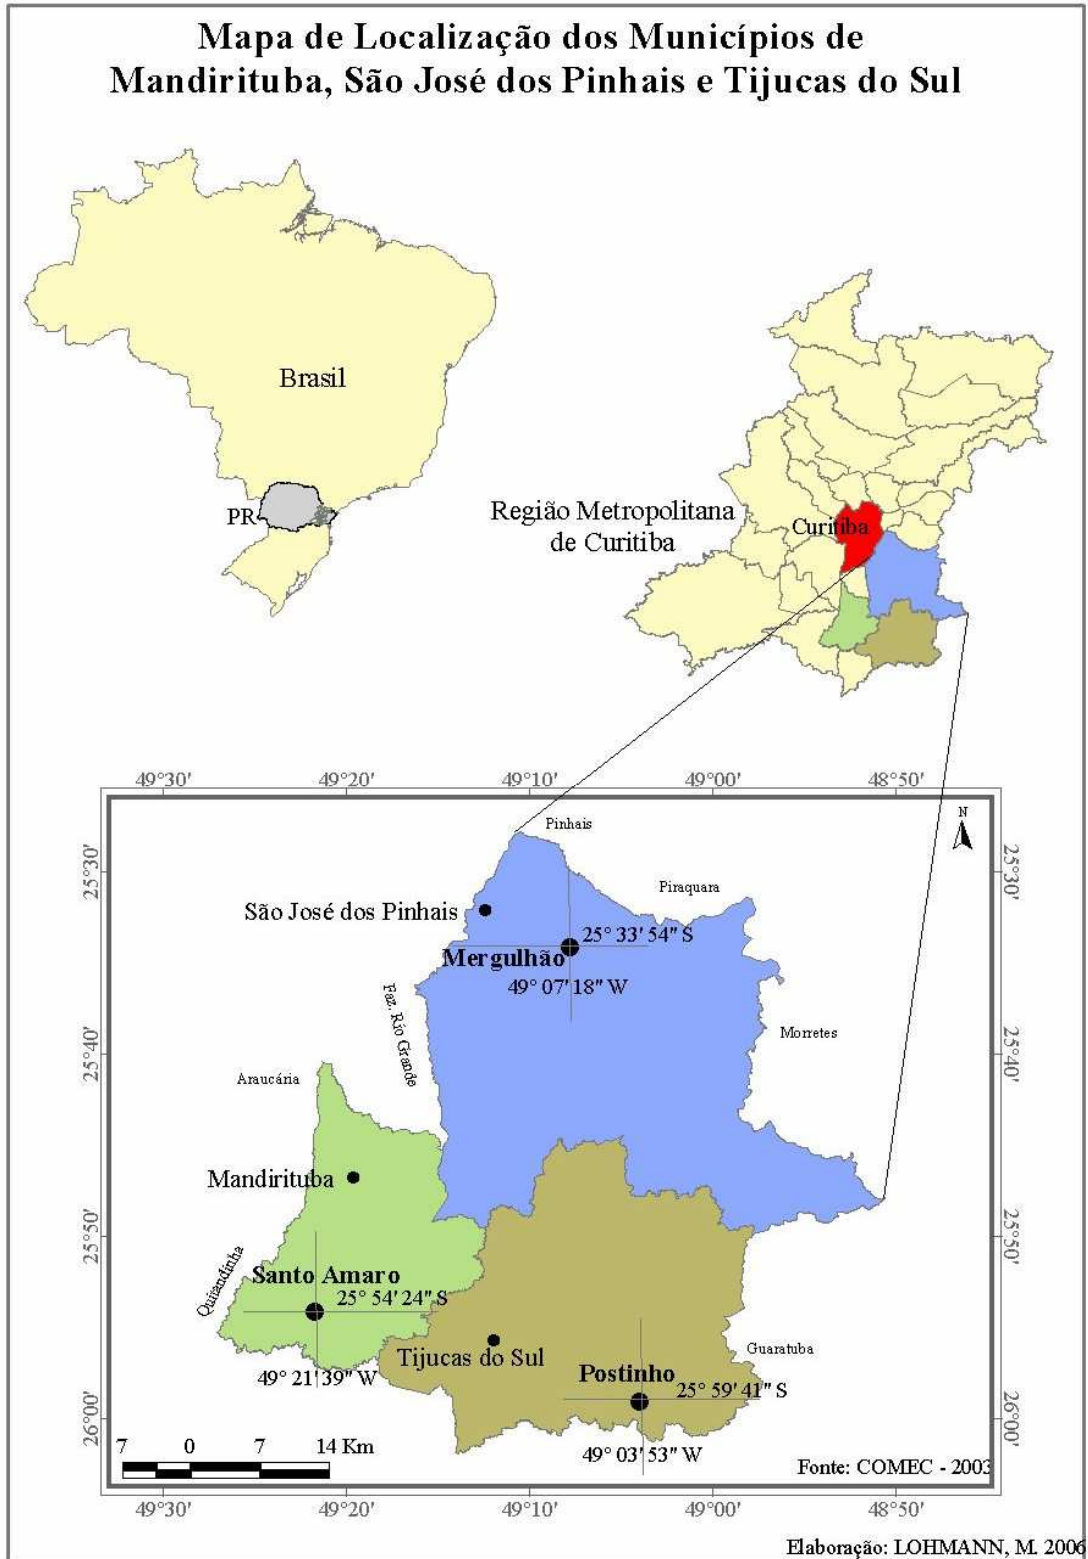 Mapa de Localização dos Municípios de
Mandirituba, São José dos Pinhais e Tijucas do Sul
Brasil
PR
Região Metropolitana
de Curitiba
Curitiba
49°30' 49°20' 49°10' 49°00' 48°50'
N
Pinhais
25°30' 25°30'
Piraquara
São José dos Pinhais
25° 33' 54" S
Mergulhão
49° 07' 18" W
Faz. Rio Grande
Morretes
25°40' 25°40'
Araucária
Mandirituba
25°50' 25°50'
Quitandinha
Santo Amaro
25° 54' 24" S
Tijucas do Sul
Guaratuba
49° 21' 39" W
Postinho
25° 59' 41" S
26°00' 26°00'
49° 03' 53" W
7 0 7 14 Km
Fonte: COMEC - 2003
49°30' 49°20' 49°10' 49°00' 48°50'
Elaboração: LOHMANN, M. 2006